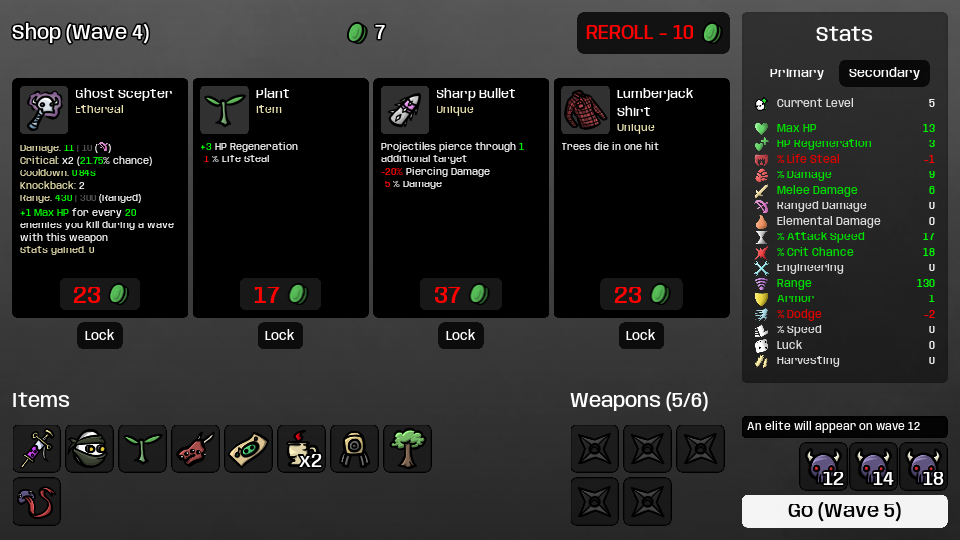 Shop (Wave 4)
7
REROLL - 10
Ghost Scepter
Ethereal
Damage: 11 | 10 ( )
Critical: x2 (21.75% chance)
Cooldown: 0.84s
Knockback: 2
Range: 430 | 300 (Ranged)
+1 Max HP for every 20
enemies you kill during a wave
with this weapon
Stats gained: 0
23
Lock
Plant
Item
+3 HP Regeneration
-1 % Life Steal
17
Lock
Sharp Bullet
Unique
Projectiles pierce through 1
additional target
-20% Piercing Damage
-5 % Damage
37
Lock
Lumberjack
Shirt
Unique
Trees die in one hit
23
Lock
Stats
Primary
Secondary
Current Level 5
Max HP 13
HP Regeneration 3
% Life Steal -1
% Damage 9
Melee Damage 6
Ranged Damage 0
Elemental Damage 0
% Attack Speed 17
% Crit Chance 18
Engineering 0
Range 130
Armor 1
% Dodge -2
% Speed 0
Luck 0
Harvesting 0
Items
x2
Weapons (5/6)
An elite will appear on wave 12
12
14
18
Go (Wave 5)